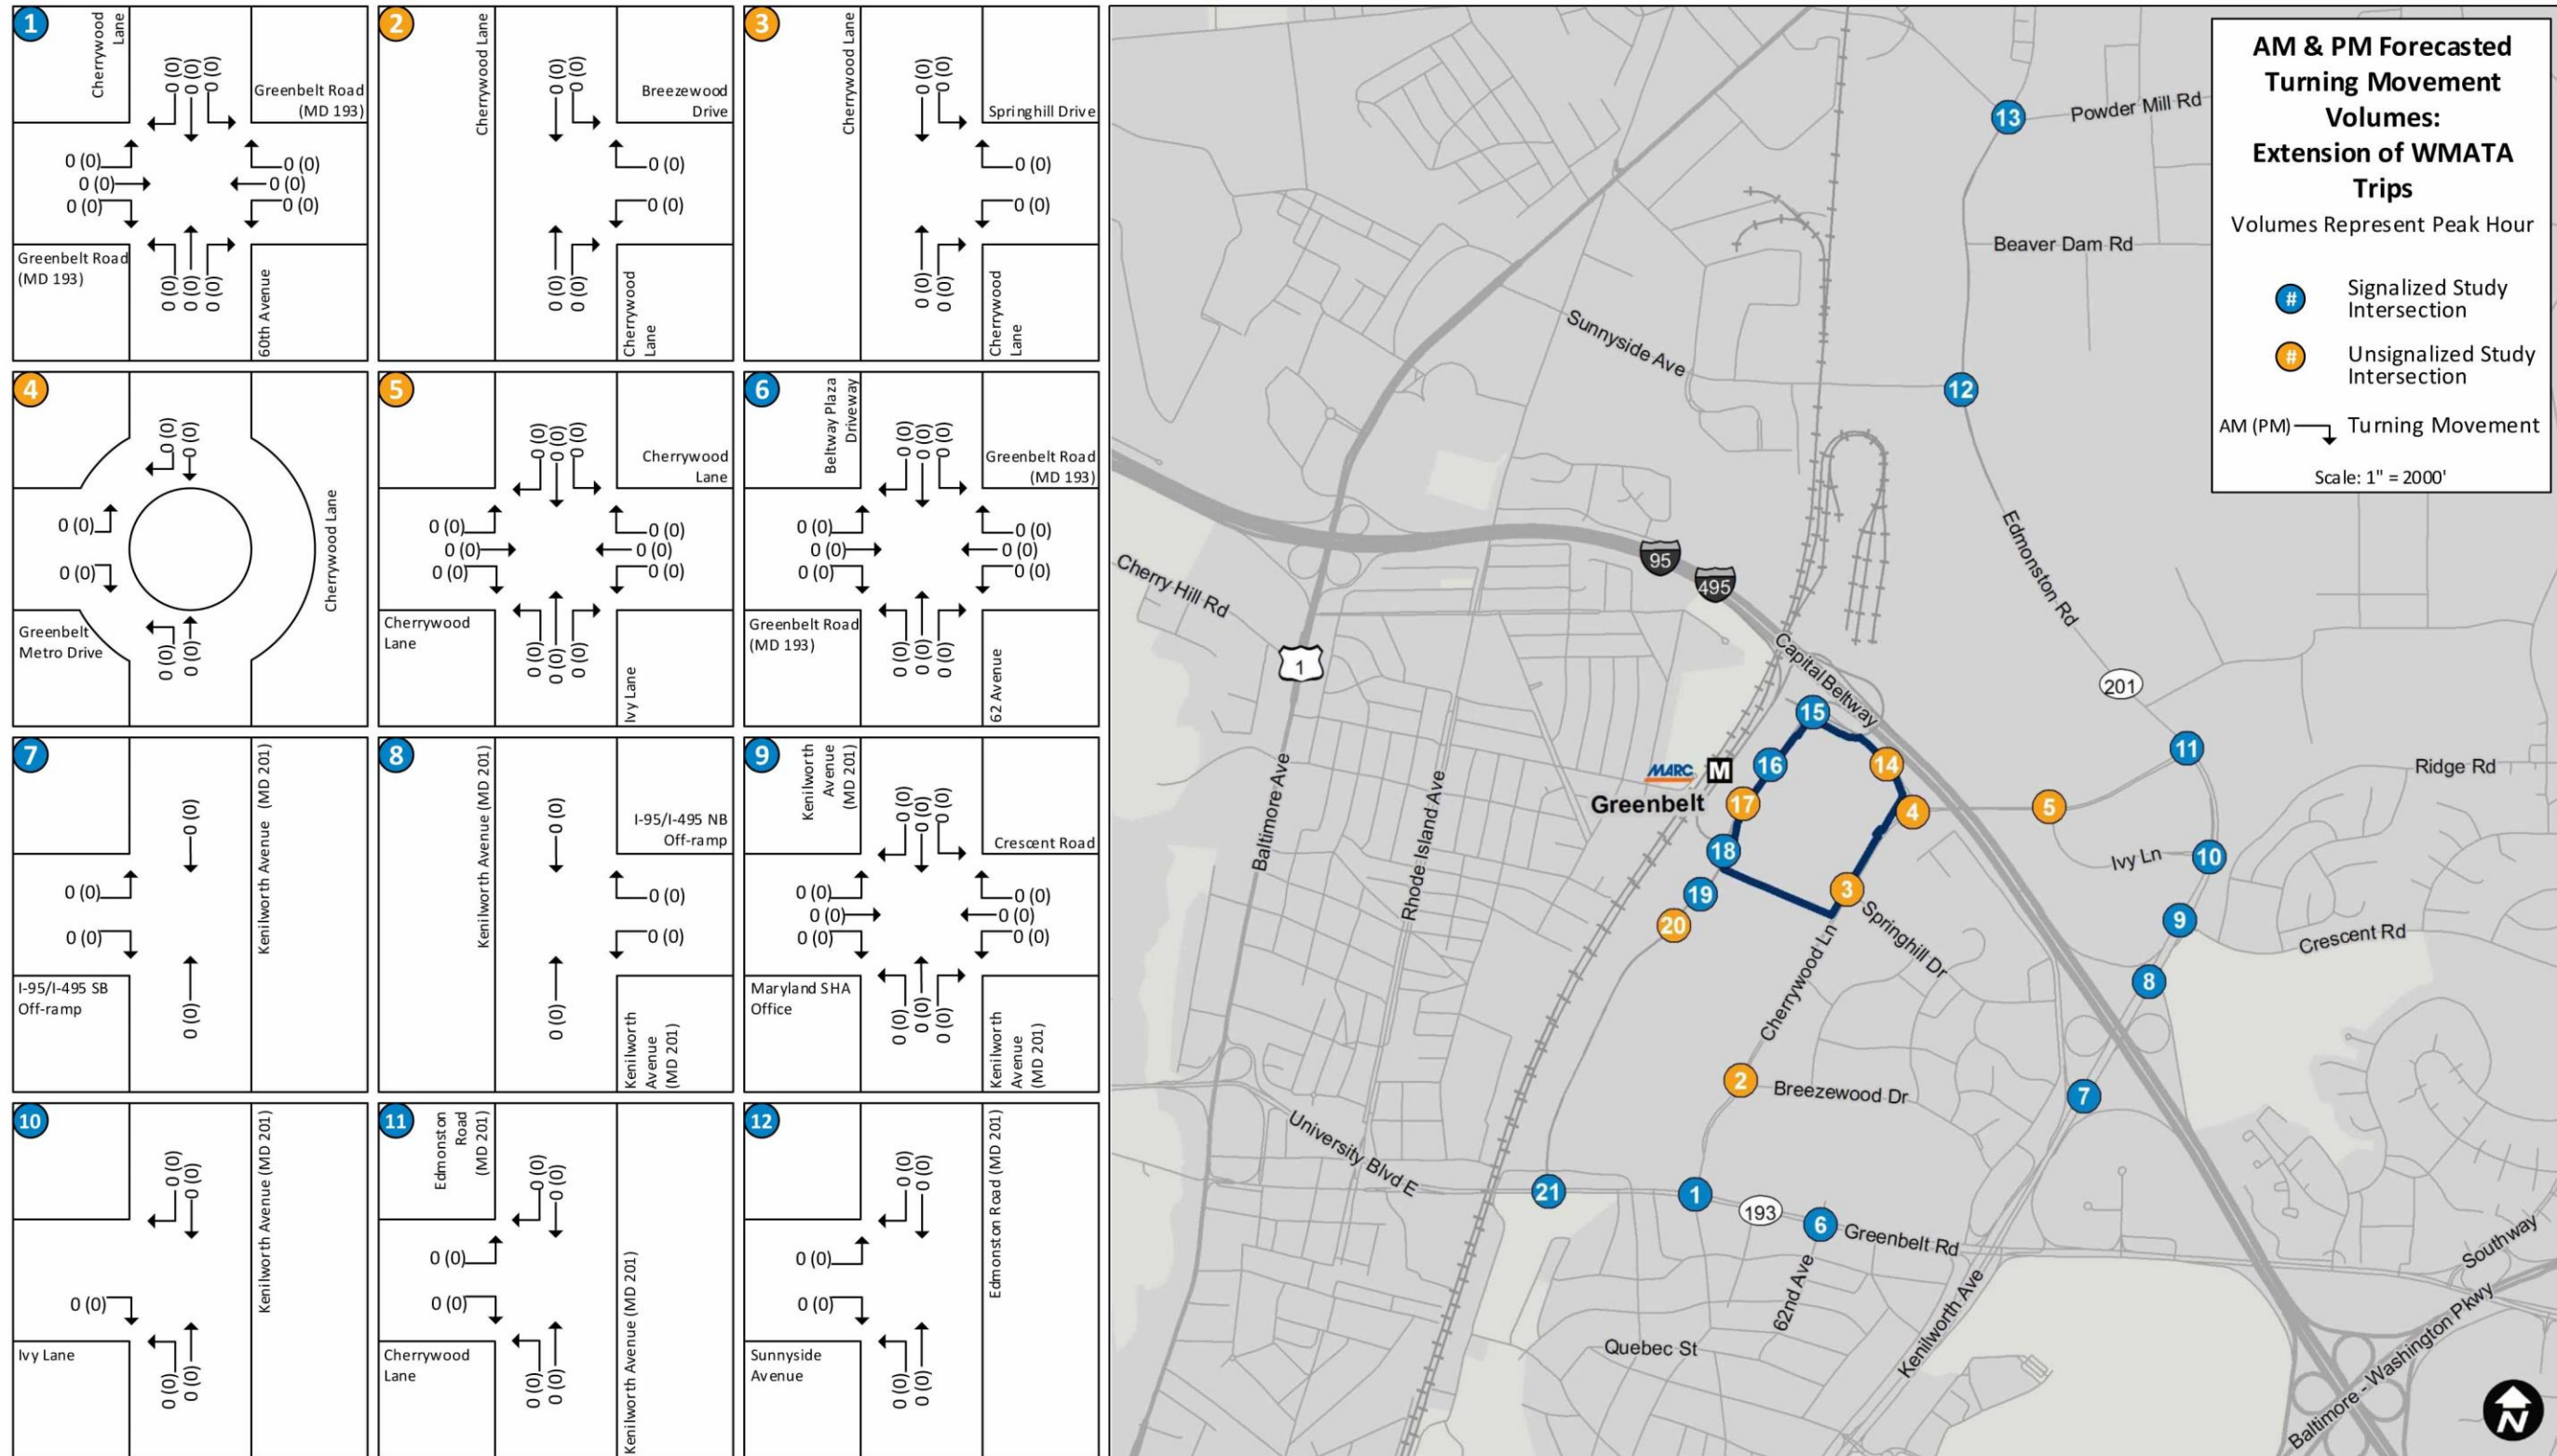 1
Cherrywood
Lane
0 (0)
0 (0)
0 (0)
Greenbelt Road
(MD 193)
0 (0)
0 (0)
0 (0)
0 (0)
0 (0)
0 (0)
Greenbelt Road
(MD 193)
0 (0)
0 (0)
0 (0)
60th Avenue
2
Cherrywood Lane
0 (0)
0 (0)
Breezewood
Drive
0 (0)
0 (0)
0 (0)
0 (0)
Cherrywood
Lane
3
Cherrywood Lane
0 (0)
0 (0)
Springhill Drive
0 (0)
0 (0)
0 (0)
0 (0)
Cherrywood
Lane
4
0 (0)
0 (0)
0 (0)
0 (0)
Cherrywood Lane
Greenbelt
Metro Drive
0 (0)
0 (0)
5
0 (0)
0 (0)
0 (0)
Cherrywood
Lane
0 (0)
0 (0)
0 (0)
0 (0)
0 (0)
0 (0)
Cherrywood
Lane
0 (0)
0 (0)
0 (0)
Ivy Lane
6
Beltway Plaza
Driveway
0 (0)
0 (0)
0 (0)
Greenbelt Road
(MD 193)
0 (0)
0 (0)
0 (0)
0 (0)
0 (0)
0 (0)
Greenbelt Road
(MD 193)
0 (0)
0 (0)
0 (0)
62 Avenue
7
0 (0)
Kenilworth Avenue (MD 201)
0 (0)
0 (0)
I-95/I-495 SB
Off-ramp
0 (0)
8
Kenilworth Avenue (MD 201)
0 (0)
I-95/I-495 NB
Off-ramp
0 (0)
0 (0)
0 (0)
Kenilworth
Avenue
(MD 201)
9
Kenilworth
Avenue
(MD 201)
0 (0)
0 (0)
0 (0)
Crescent Road
0 (0)
0 (0)
0 (0)
0 (0)
0 (0)
0 (0)
Maryland SHA
Office
0 (0)
0 (0)
0 (0)
Kenilworth
Avenue
(MD 201)
10
0 (0)
0 (0)
Kenilworth Avenue (MD 201)
0 (0)
Ivy Lane
0 (0)
0 (0)
11
Edmonston
Road
(MD 201)
0 (0)
0 (0)
0 (0)
0 (0)
Cherrywood
Lane
0 (0)
0 (0)
Kenilworth Avenue (MD 201)
12
0 (0)
0 (0)
Edmonston Road (MD 201)
0 (0)
0 (0)
Sunnyside
Avenue
0 (0)
0 (0)
AM & PM Forecasted
Turning Movement
Volumes:
Extension of WMATA
Trips
Volumes Represent Peak Hour
# Signalized Study
Intersection
# Unsignalized Study
Intersection
AM (PM) Turning Movement
Scale: 1" = 2000'
13
Powder Mill Rd
Beaver Dam Rd
Sunnyside Ave
12
Edmonston Rd
95
495
Cherry Hill Rd
1
Capital Beltway
201
15
11
Ridge Rd
MARC M
16
14
Greenbelt
17
4
5
18
Ivy Ln
10
Baltimore Ave
Rhode Island Ave
19
3
20
Springhill Dr
9
Crescent Rd
Cherrywood Ln
8
2
Breezewood Dr
7
University Blvd E
21
1
193
6
Greenbelt Rd
62nd Ave
Kenilworth Ave
Quebec St
Southway
Baltimore - Washington Pkwy
N